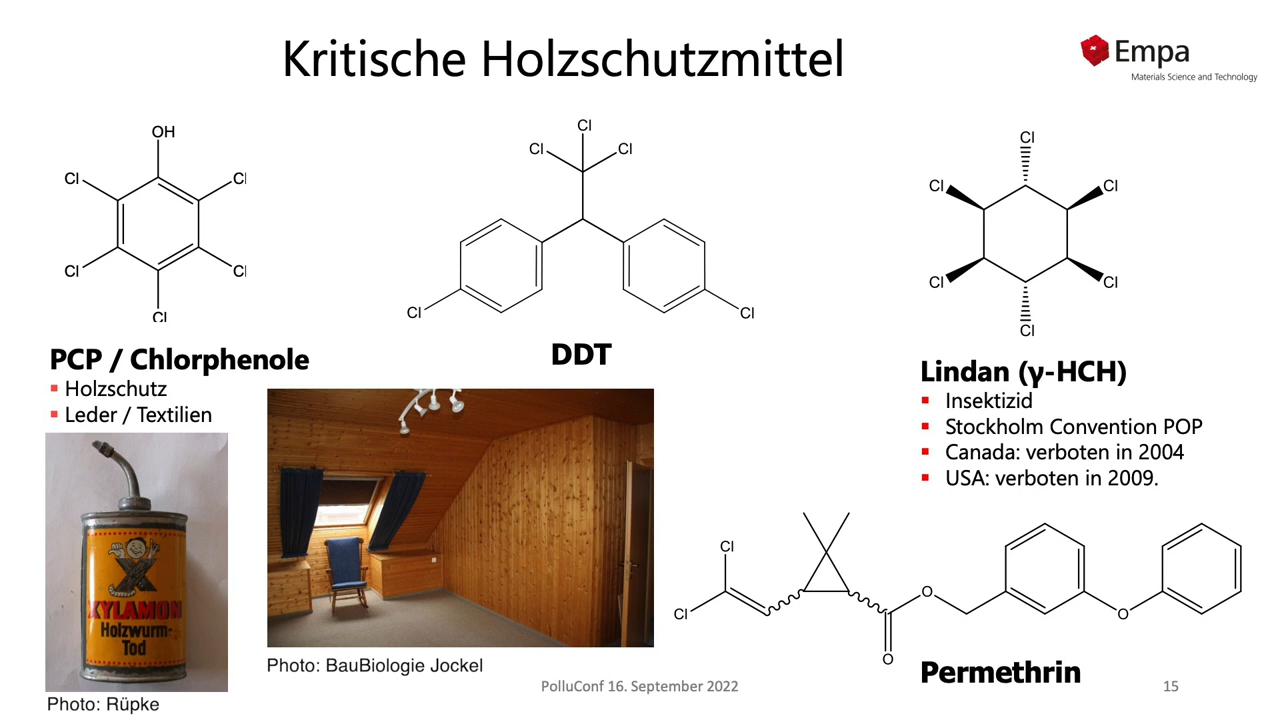 Kritische Holzschutzmittel
Empa
Materials Science and Technology
OH
Cl
Cl
Cl
Cl
Cl
PCP / Chlorphenole
Holzschutz
Leder / Textilien
XYLAMON
Holzwurm-
Tod
Photo: Rüpke
Cl
Cl
Cl
Cl
Cl
DDT
Photo: BauBiologie Jockel
Cl
Cl
Cl
Cl
Cl
Cl
Lindan (γ-HCH)
Insektizid
Stockholm Convention POP
Canada: verboten in 2004
USA: verboten in 2009.
Cl
Cl
O
O
O
Permethrin
PolluConf 16. September 2022
15